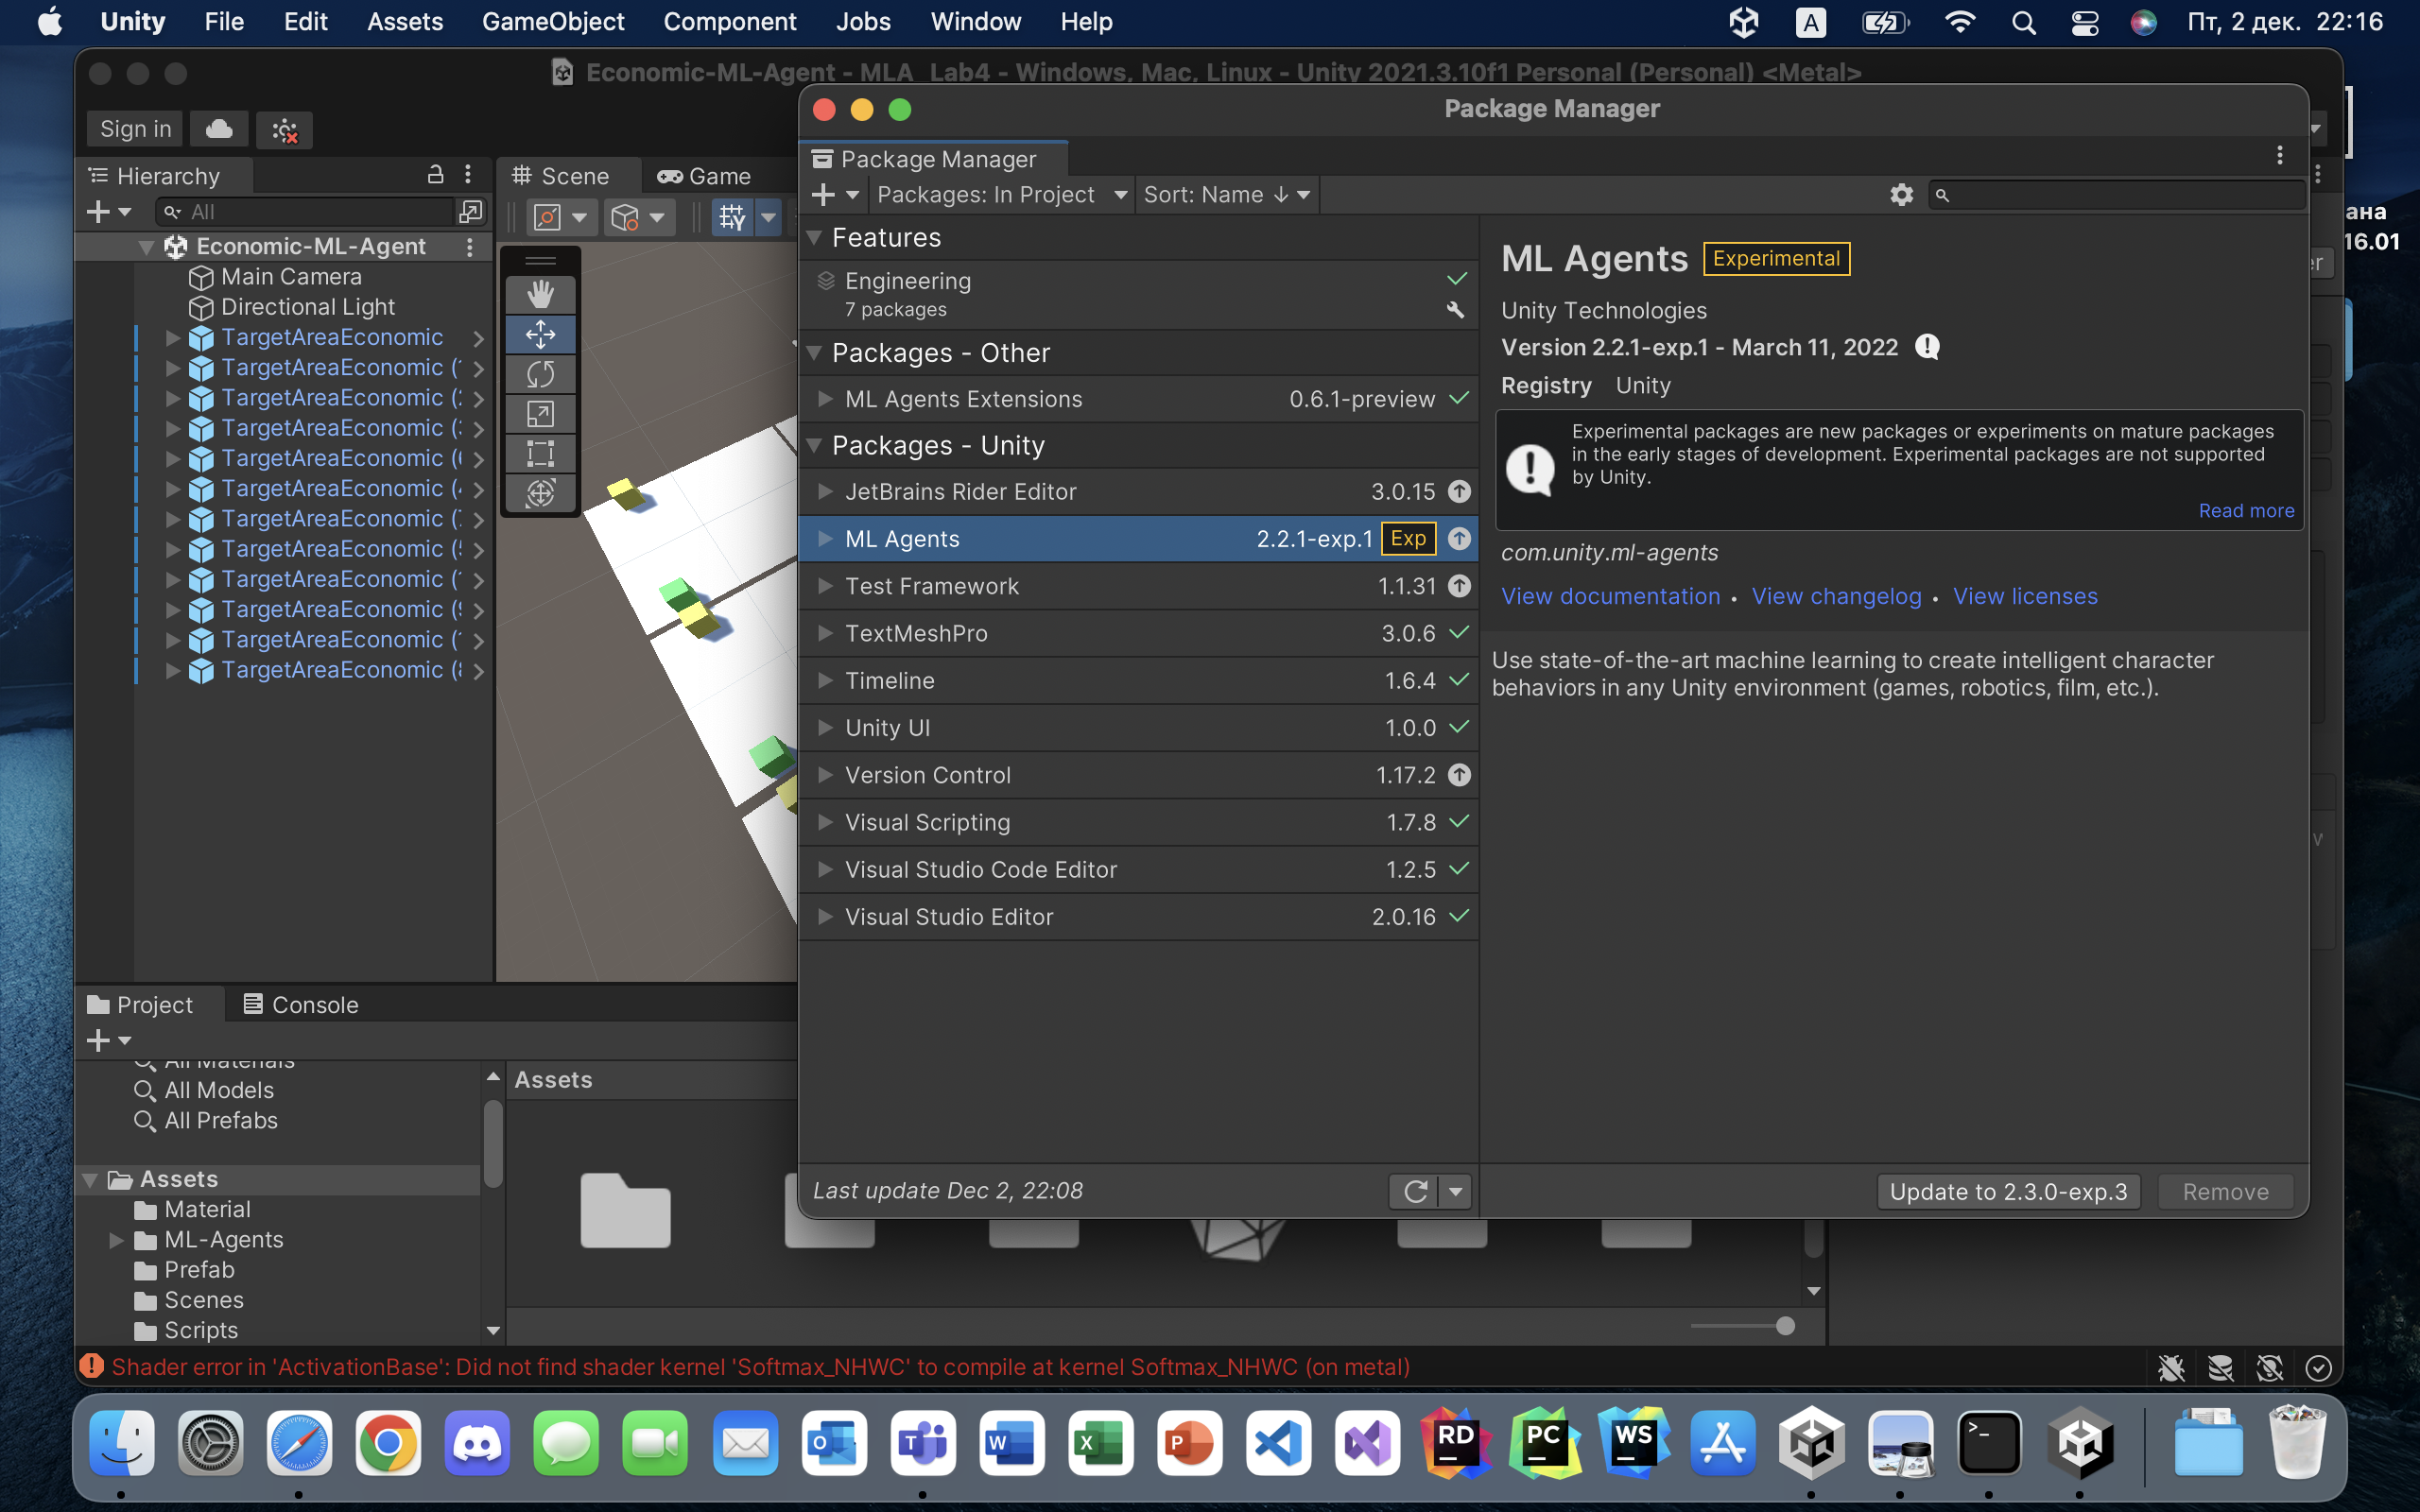 Unity File Edit Assets GameObject Component Jobs Window Help
A
Пт, 2 дек. 22:16
Economic-ML-Agent - MLA_Lab4 - Windows, Mac, Linux - Unity 2021.3.10f1 Personal (Personal) <Metal>
Sign in
Hierarchy
All
Economic-ML-Agent
Main Camera
Directional Light
TargetAreaEconomic
TargetAreaEconomic (
TargetAreaEconomic (
TargetAreaEconomic (
TargetAreaEconomic (
TargetAreaEconomic (
TargetAreaEconomic (
TargetAreaEconomic (
TargetAreaEconomic (
TargetAreaEconomic (
TargetAreaEconomic (
TargetAreaEconomic (
Scene
Game
Package Manager
Package Manager
Packages: In Project
Sort: Name ↓
Features
Engineering
7 packages
Packages - Other
ML Agents Extensions 0.6.1-preview
Packages - Unity
JetBrains Rider Editor 3.0.15
ML Agents 2.2.1-exp.1 Exp
Test Framework 1.1.31
TextMeshPro 3.0.6
Timeline 1.6.4
Unity UI 1.0.0
Version Control 1.17.2
Visual Scripting 1.7.8
Visual Studio Code Editor 1.2.5
Visual Studio Editor 2.0.16
Last update Dec 2, 22:08
ML Agents Experimental
Unity Technologies
Version 2.2.1-exp.1 - March 11, 2022
Registry Unity
Experimental packages are new packages or experiments on mature packages
in the early stages of development. Experimental packages are not supported
by Unity.
Read more
com.unity.ml-agents
View documentation • View changelog • View licenses
Use state-of-the-art machine learning to create intelligent character
behaviors in any Unity environment (games, robotics, film, etc.).
Update to 2.3.0-exp.3
Remove
ана
16.01
Project
Console
All Materials
All Models
All Prefabs
Assets
Material
ML-Agents
Prefab
Scenes
Scripts
Assets
Shader error in 'ActivationBase': Did not find shader kernel 'Softmax_NHWC' to compile at kernel Softmax_NHWC (on metal)
O
T
W
X
P
RD
PC
WS
>_